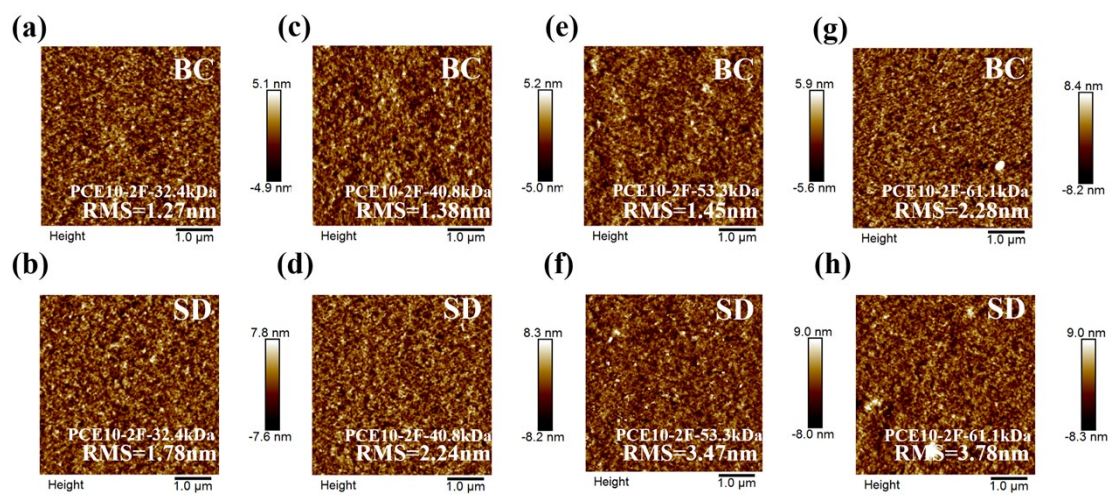 (a)
BC
PCE10-2F-32.4kDa
RMS=1.27nm
Height
1.0 µm
5.1 nm
-4.9 nm
(c)
BC
PCE10-2F-40.8kDa
RMS=1.38nm
Height
1.0 µm
5.2 nm
-5.0 nm
(e)
BC
PCE10-2F-53.3kDa
RMS=1.45nm
Height
1.0 µm
5.9 nm
-5.6 nm
(g)
BC
PCE10-2F-61.1kDa
RMS=2.28nm
Height
1.0 µm
8.4 nm
-8.2 nm
(b)
SD
PCE10-2F-32.4kDa
RMS=1.78nm
Height
1.0 µm
7.8 nm
-7.6 nm
(d)
SD
PCE10-2F-40.8kDa
RMS=2.24nm
Height
1.0 µm
8.3 nm
-8.2 nm
(f)
SD
PCE10-2F-53.3kDa
RMS=3.47nm
Height
1.0 µm
9.0 nm
-8.0 nm
(h)
SD
PCE10-2F-61.1kDa
RMS=3.78nm
Height
1.0 µm
9.0 nm
-8.3 nm